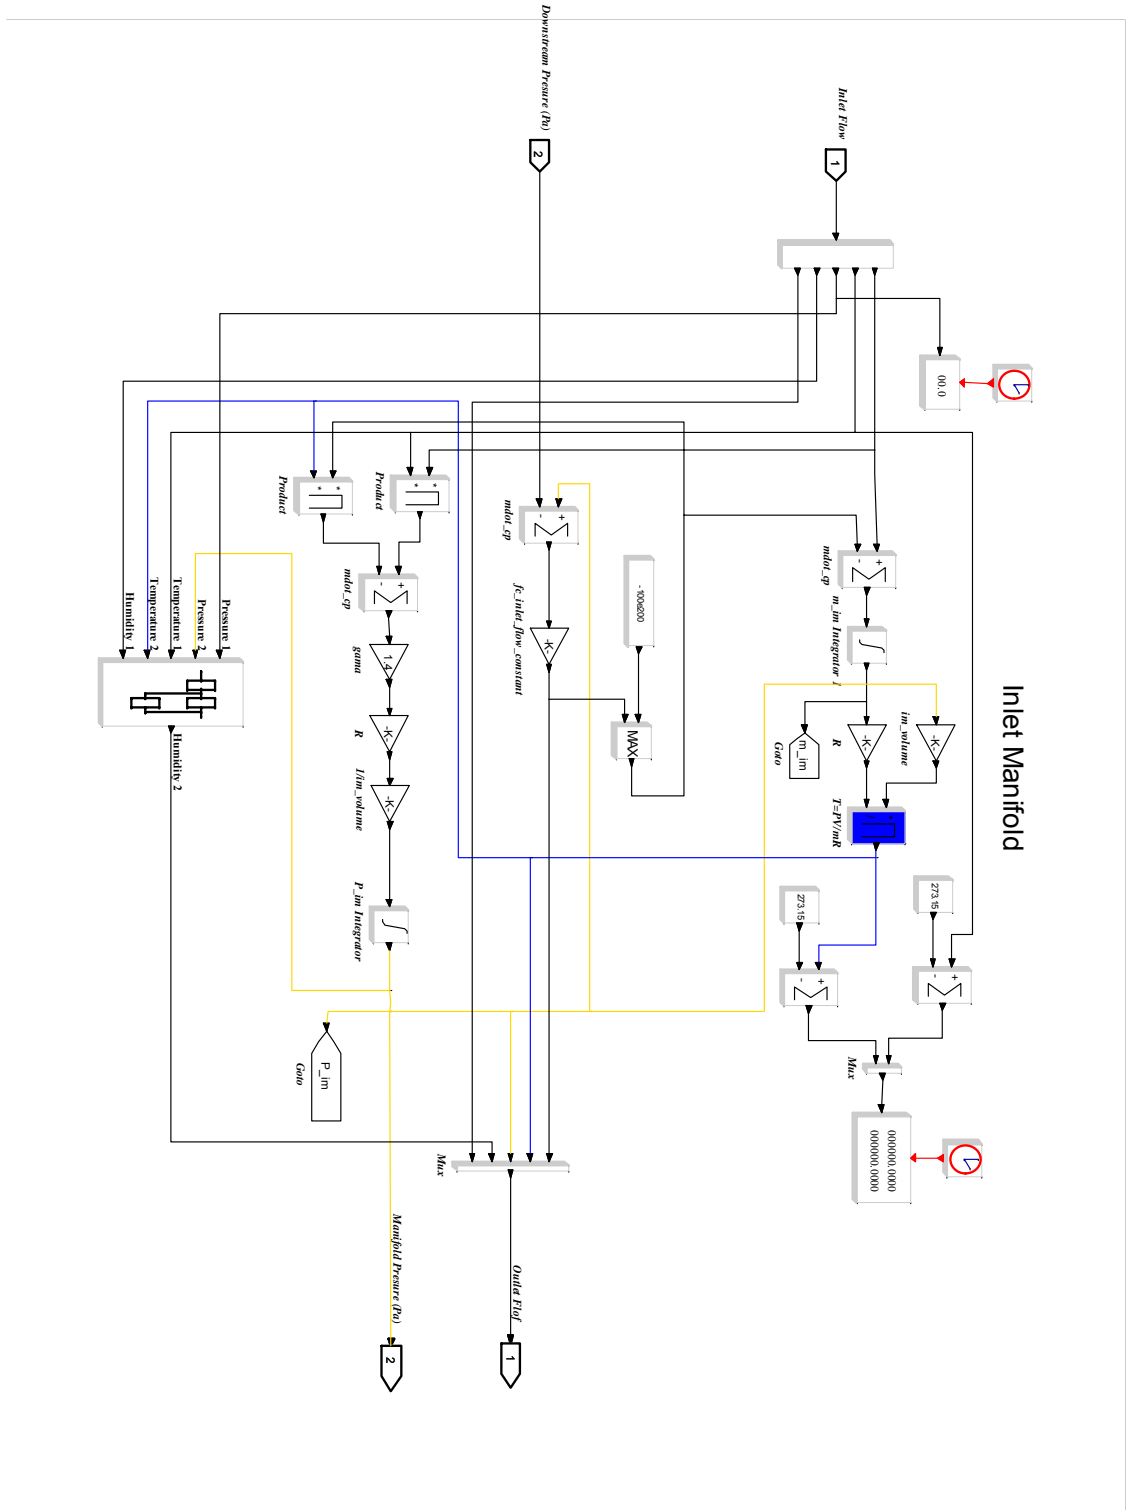 Inlet Manifold
Inlet Flow
1
00.0
273.15
+
-
im_volume
-K-
mdot_cp
+
-
m_im Integrator 1
R
-K-
m_im
Goto
T=PV/mR
273.15
+
-
Mux
000000.0000
000000.0000
Downstream Presure (Pa)
2
mdot_cp
+
-
fc_inlet_flow_constant
-K-
-100e200
MAX
Product
*
*
Product
*
*
mdot_cp
+
-
gama
1.4
R
-K-
1/im_volume
-K-
P_im Integrator
P_im
Goto
Pressure 1
Pressure 2
Temperature 1
Temperature 2
Humidity 1
Humidity 2
Mux
Outlet Flof
1
Manifold Presure (Pa)
2